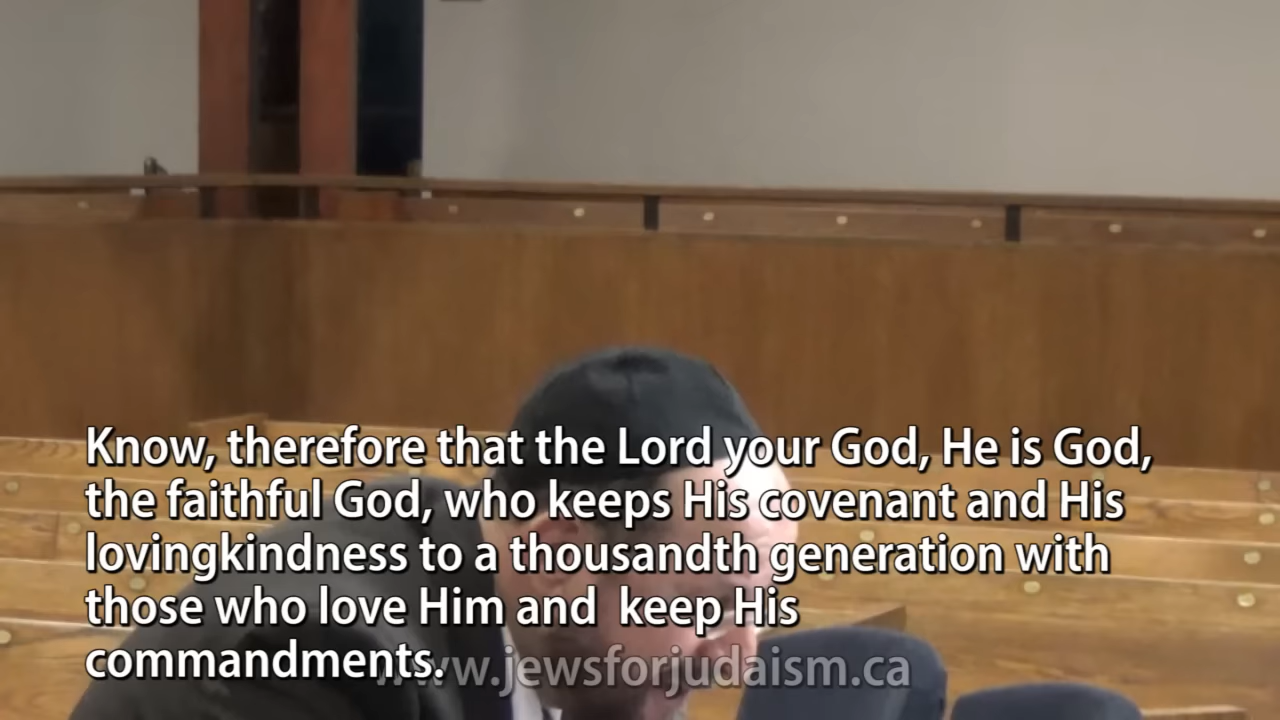 Know, therefore that the Lord your God, He is God,
the faithful God, who keeps His covenant and His
lovingkindness to a thousandth generation with
those who love Him and  keep His
commandments.
www.jewsforjudaism.ca